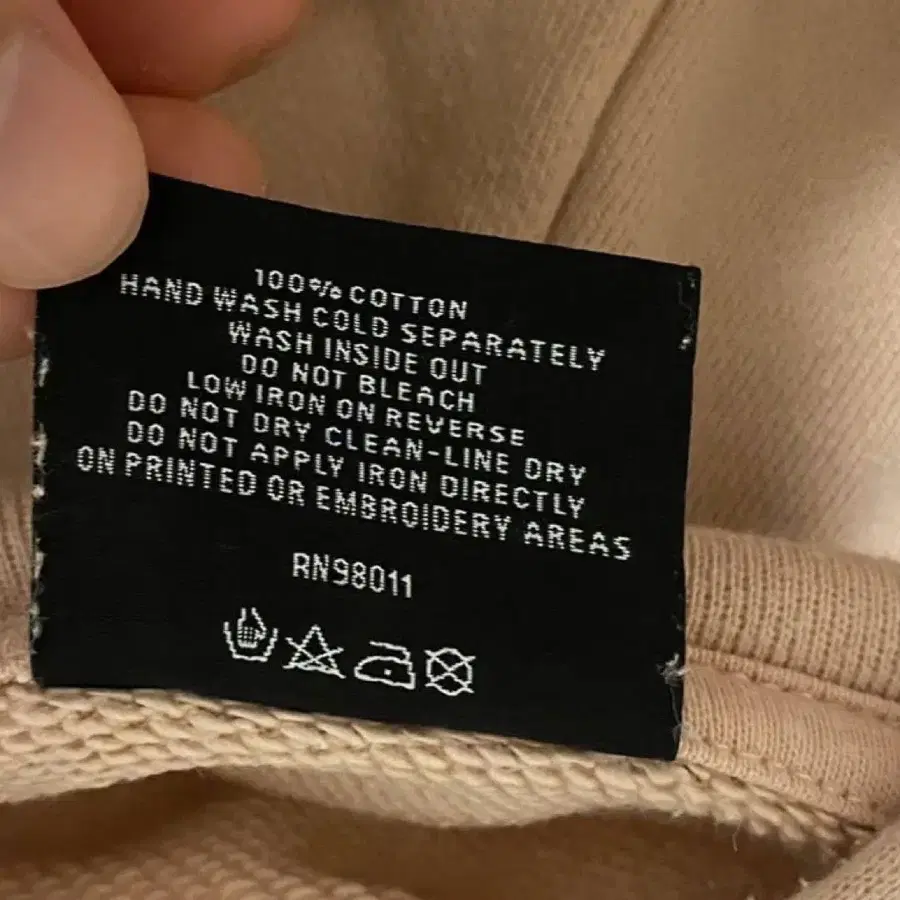 100% COTTON
HAND WASH COLD SEPARATELY
WASH INSIDE OUT
DO NOT BLEACH
LOW IRON ON REVERSE
DO NOT DRY CLEAN-LINE DRY
DO NOT APPLY IRON DIRECTLY
ON PRINTED OR EMBROIDERY AREAS
RN98011